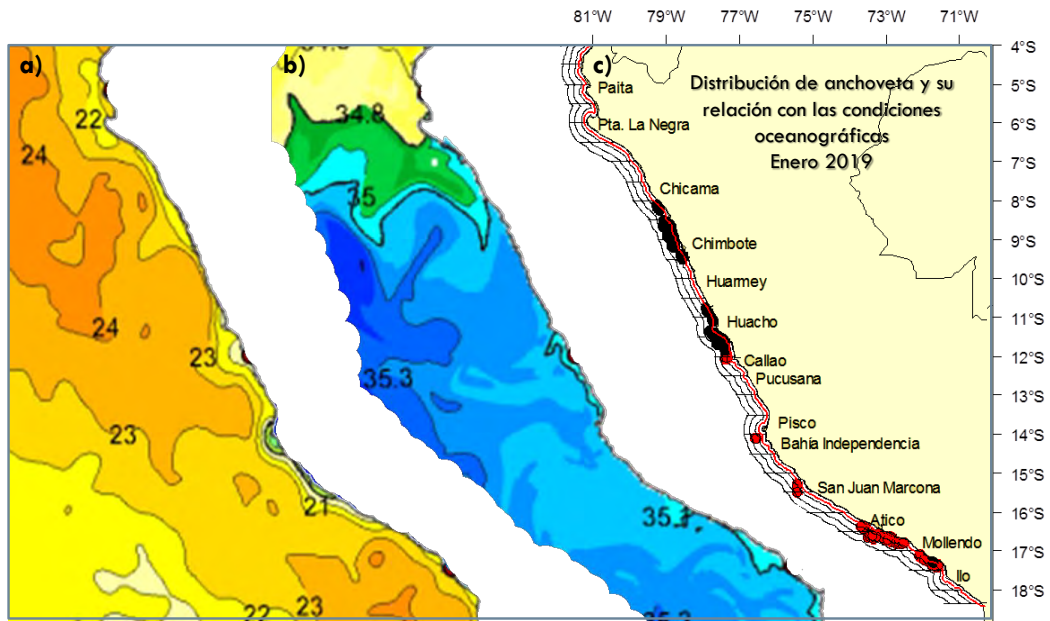 81°W 79°W 77°W 75°W 73°W 71°W
a)
22
24
24
23
23
21
22
23
b)
34.8
35
35.3
c)
Distribución de anchoveta y su
relación con las condiciones
oceanográficas
Enero 2019
Paita
Pta. La Negra
Chicama
Chimbote
Huarmey
Huacho
Callao
Pucusana
Pisco
Bahía Independencia
San Juan Marcona
Atico
Mollendo
Ilo
4°S
5°S
6°S
7°S
8°S
9°S
10°S
11°S
12°S
13°S
14°S
15°S
16°S
17°S
18°S